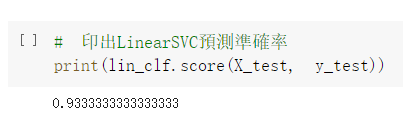 [ ] #  印出LinearSVC預測準確率
print(lin_clf.score(X_test,  y_test))
0.9333333333333333